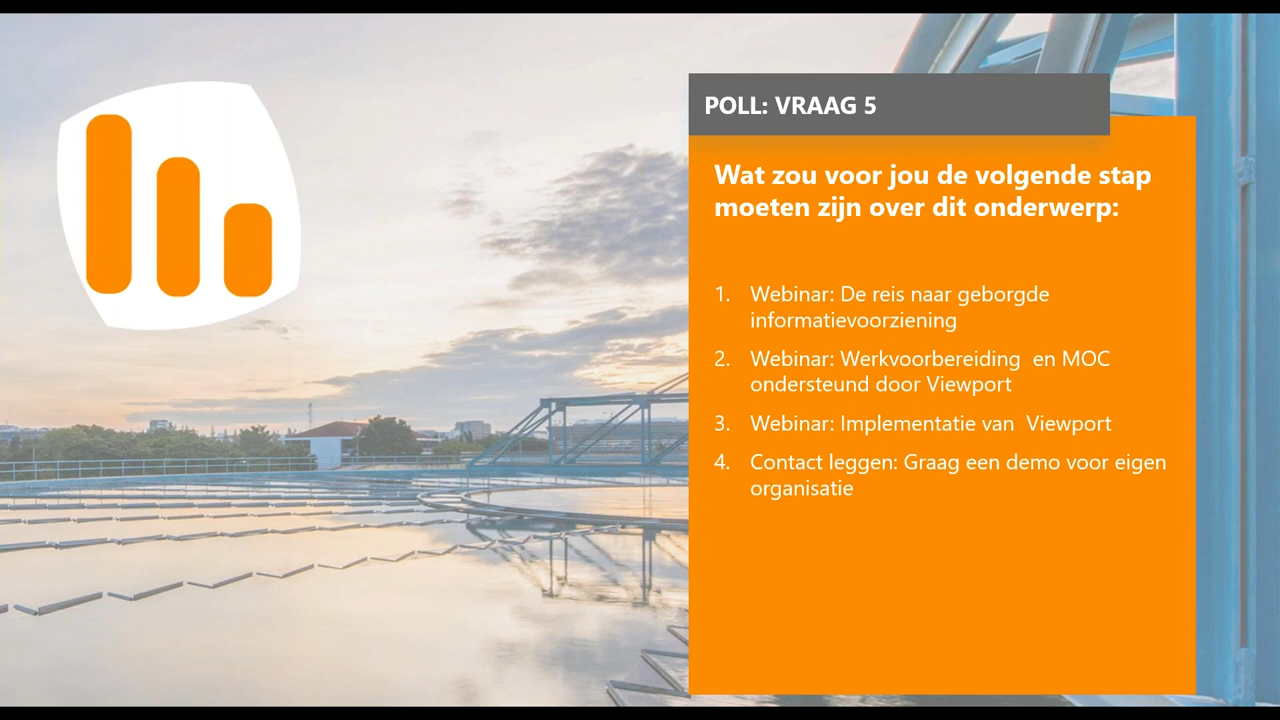 POLL: VRAAG 5
Wat zou voor jou de volgende stap
moeten zijn over dit onderwerp:
1. Webinar: De reis naar geborgde
informatievoorziening
2. Webinar: Werkvoorbereiding  en MOC
ondersteund door Viewport
3. Webinar: Implementatie van  Viewport
4. Contact leggen: Graag een demo voor eigen
organisatie